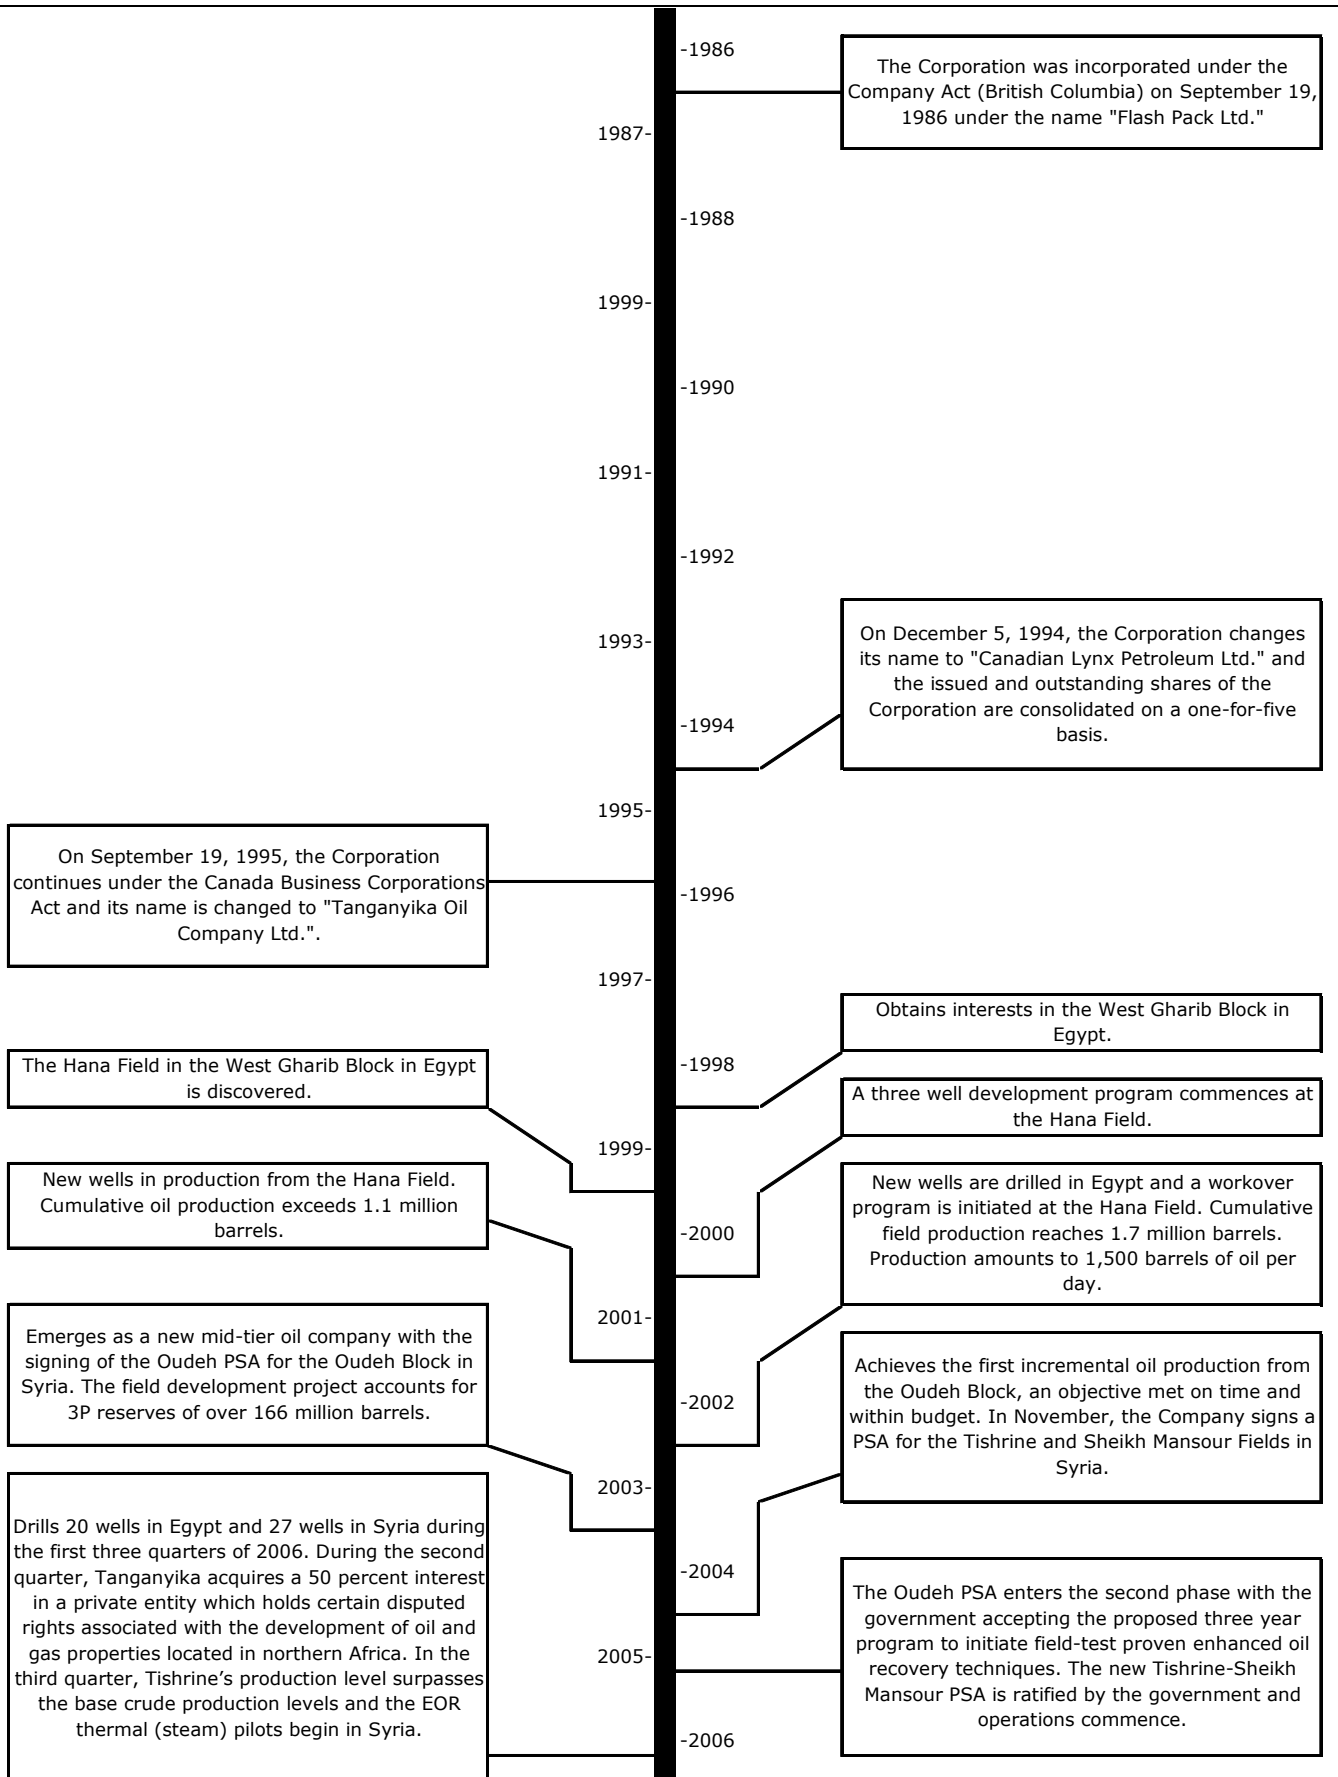 -1986
The Corporation was incorporated under the
Company Act (British Columbia) on September 19,
1986 under the name "Flash Pack Ltd."
1987-
-1988
1999-
-1990
1991-
-1992
1993-
On December 5, 1994, the Corporation changes
its name to "Canadian Lynx Petroleum Ltd." and
the issued and outstanding shares of the
Corporation are consolidated on a one-for-five
basis.
-1994
1995-
On September 19, 1995, the Corporation
continues under the Canada Business Corporations
Act and its name is changed to "Tanganyika Oil
Company Ltd.".
-1996
1997-
Obtains interests in the West Gharib Block in
Egypt.
-1998
The Hana Field in the West Gharib Block in Egypt
is discovered.
A three well development program commences at
the Hana Field.
1999-
New wells in production from the Hana Field.
Cumulative oil production exceeds 1.1 million
barrels.
New wells are drilled in Egypt and a workover
program is initiated at the Hana Field. Cumulative
field production reaches 1.7 million barrels.
Production amounts to 1,500 barrels of oil per
day.
-2000
2001-
Emerges as a new mid-tier oil company with the
signing of the Oudeh PSA for the Oudeh Block in
Syria. The field development project accounts for
3P reserves of over 166 million barrels.
Achieves the first incremental oil production from
the Oudeh Block, an objective met on time and
within budget. In November, the Company signs a
PSA for the Tishrine and Sheikh Mansour Fields in
Syria.
-2002
2003-
Drills 20 wells in Egypt and 27 wells in Syria during
the first three quarters of 2006. During the second
quarter, Tanganyika acquires a 50 percent interest
in a private entity which holds certain disputed
rights associated with the development of oil and
gas properties located in northern Africa. In the
third quarter, Tishrine’s production level surpasses
the base crude production levels and the EOR
thermal (steam) pilots begin in Syria.
-2004
The Oudeh PSA enters the second phase with the
government accepting the proposed three year
program to initiate field-test proven enhanced oil
recovery techniques. The new Tishrine-Sheikh
Mansour PSA is ratified by the government and
operations commence.
2005-
-2006